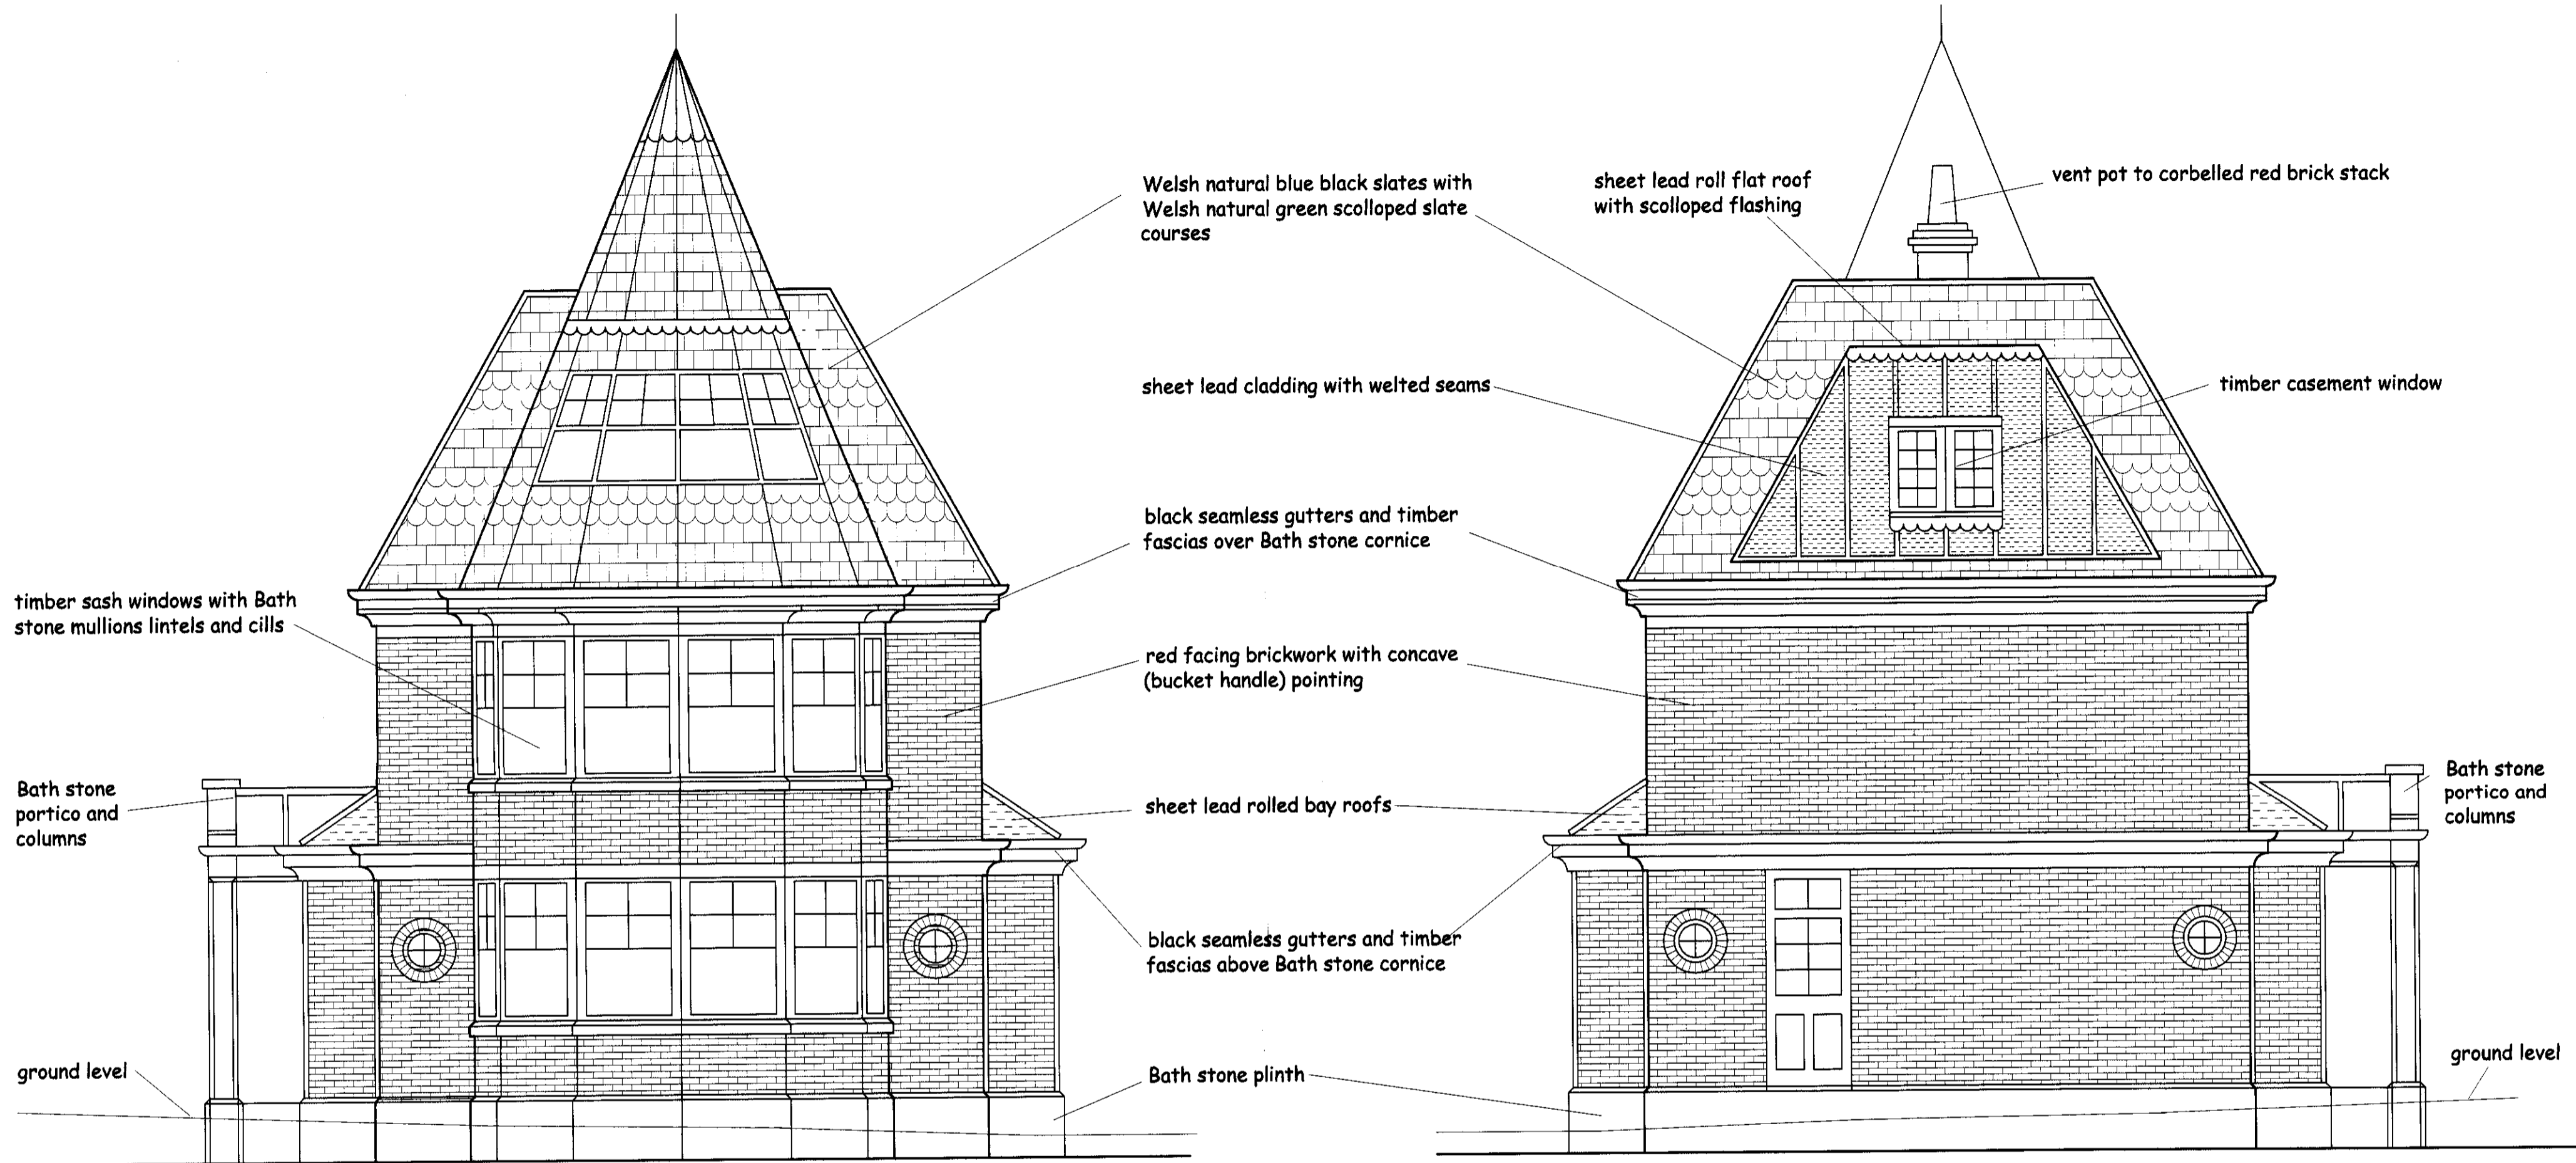 Welsh natural blue black slates with
Welsh natural green scolloped slate
courses
sheet lead roll flat roof
with scolloped flashing
vent pot to corbelled red brick stack
sheet lead cladding with welted seams
timber casement window
black seamless gutters and timber
fascias over Bath stone cornice
timber sash windows with Bath
stone mullions lintels and cills
red facing brickwork with concave
(bucket handle) pointing
Bath stone
portico and
columns
sheet lead rolled bay roofs
Bath stone
portico and
columns
black seamless gutters and timber
fascias above Bath stone cornice
ground level
Bath stone plinth
ground level